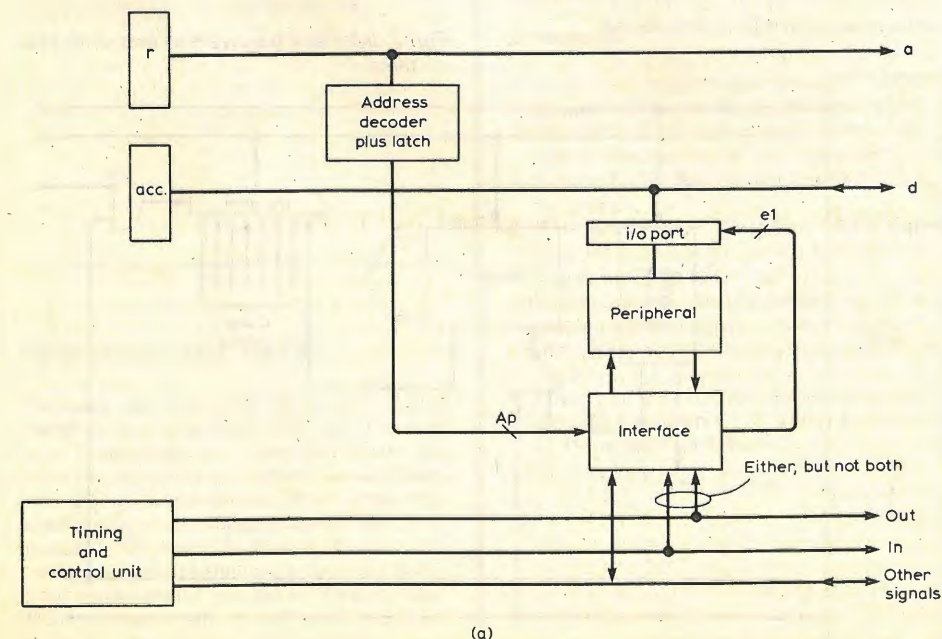 r
a
Address
decoder
plus latch
acc.
d
i/o port
e1
Peripheral
Ap
Interface
Either, but not both
Timing
and
control unit
Out
In
Other
signals
(a)